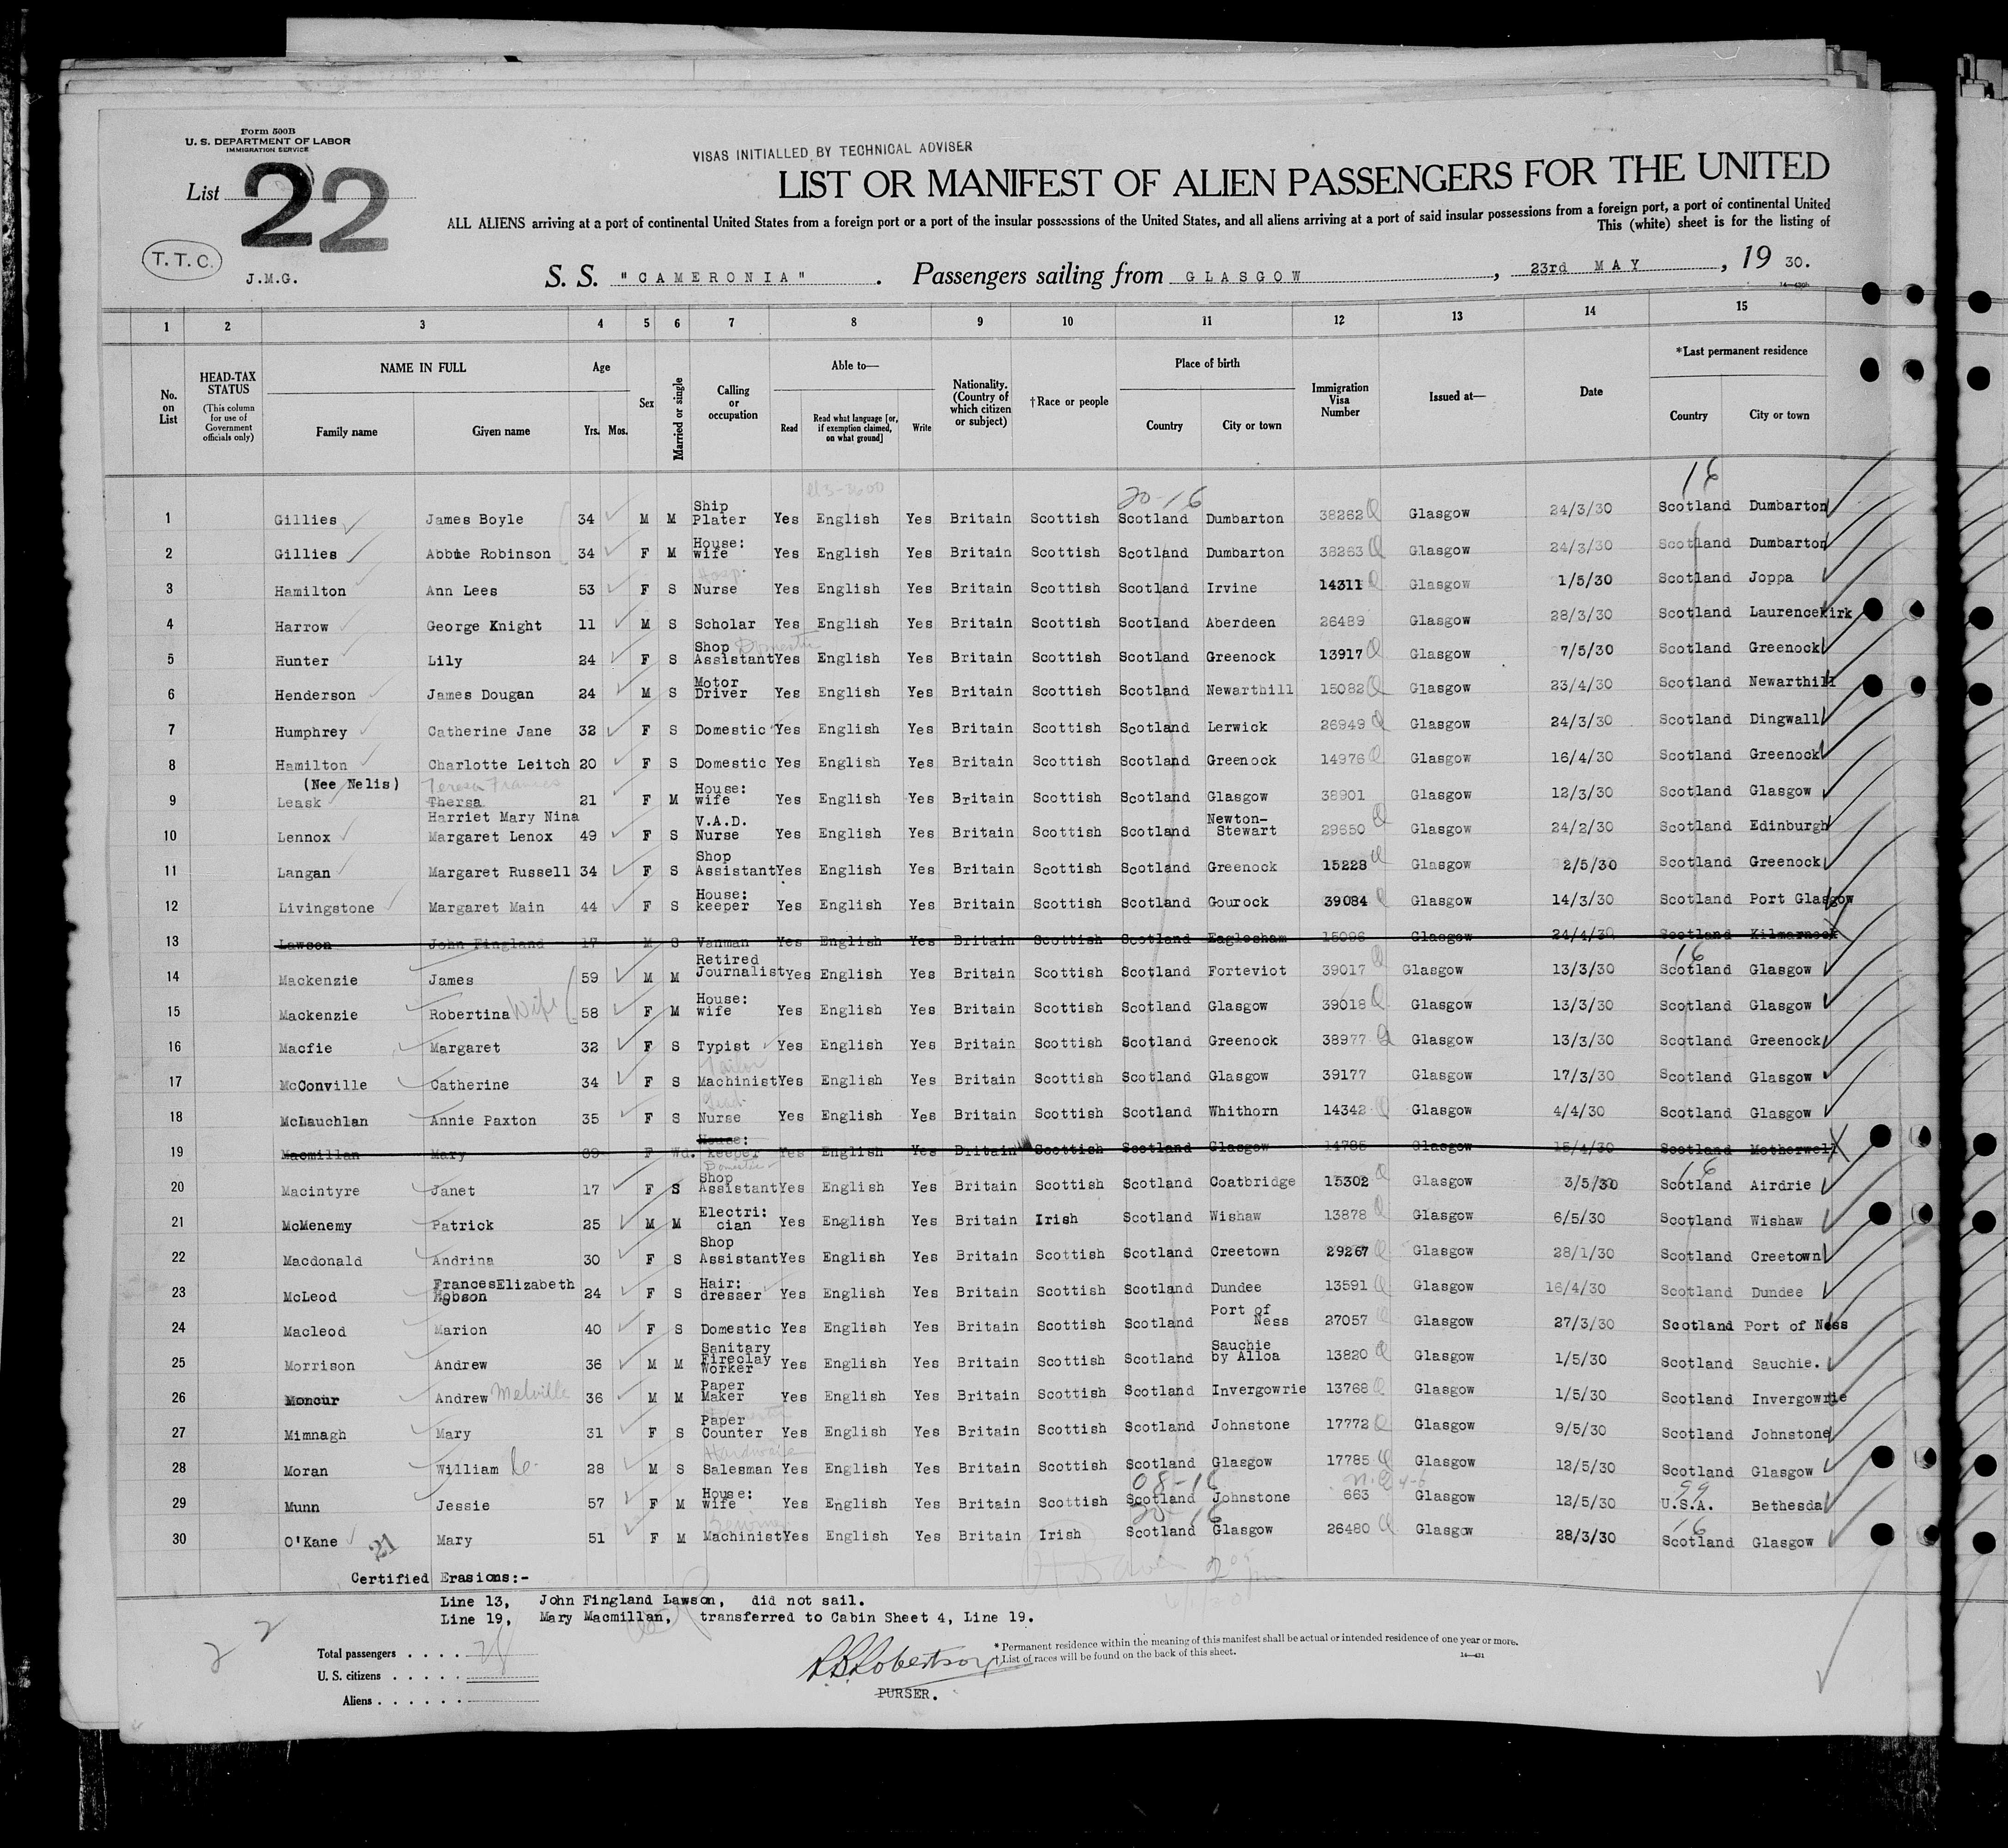 Form 500B
U. S. DEPARTMENT OF LABOR
IMMIGRATION SERVICE
List 22
T.T.C.
J.M.G.
VISAS INITIALLED BY TECHNICAL ADVISER
LIST OR MANIFEST OF ALIEN PASSENGERS FOR THE UNITED
ALL ALIENS arriving at a port of continental United States from a foreign port or a port of the insular possessions of the United States, and all aliens arriving at a port of said insular possessions from a foreign port, a port of continental United
This (white) sheet is for the listing of
S. S. "CAMERONIA". Passengers sailing from GLASGOW, 23rd MAY, 19 30.
1 2 3 4 5 6 7 8 9 10 11 12 13 14 15
No. on List
HEAD-TAX STATUS (This column for use of Government officials only)
NAME IN FULL Family name Given name
Age Yrs. Mos.
Sex
Married or single
Calling or occupation
Able to— Read Read what language [or, if exemption claimed, on what ground] Write
Nationality. (Country of which citizen or subject)
†Race or people
Place of birth Country City or town
Immigration Visa Number
Issued at—
Date
*Last permanent residence Country City or town
20-16 16
1 Gillies James Boyle 34 M M Ship Plater Yes English Yes Britain Scottish Scotland Dumbarton 38262 Glasgow 24/3/30 Scotland Dumbarton
2 Gillies Abbie Robinson 34 F M House: wife Yes English Yes Britain Scottish Scotland Dumbarton 38263 Glasgow 24/3/30 Scotland Dumbarton
3 Hamilton Ann Lees 53 F S Hosp. Nurse Yes English Yes Britain Scottish Scotland Irvine 14311 Glasgow 1/5/30 Scotland Joppa
4 Harrow George Knight 11 M S Scholar Yes English Yes Britain Scottish Scotland Aberdeen 26489 Glasgow 28/3/30 Scotland Laurencekirk
5 Hunter Lily 24 F S Shop Assistant Domestic Yes English Yes Britain Scottish Scotland Greenock 13917 Glasgow 7/5/30 Scotland Greenock
6 Henderson James Dougan 24 M S Motor Driver Yes English Yes Britain Scottish Scotland Newarthill 15082 Glasgow 23/4/30 Scotland Newarthill
7 Humphrey Catherine Jane 32 F S Domestic Yes English Yes Britain Scottish Scotland Lerwick 26949 Glasgow 24/3/30 Scotland Dingwall
8 Hamilton Charlotte Leitch 20 F S Domestic Yes English Yes Britain Scottish Scotland Greenock 14976 Glasgow 16/4/30 Scotland Greenock
(Nee Nelis) Teresa Frances
9 Leask Thersa 21 F M House: wife Yes English Yes Britain Scottish Scotland Glasgow 38901 Glasgow 12/3/30 Scotland Glasgow
10 Lennox Harriet Mary Nina Margaret Lenox 49 F S V.A.D. Nurse Yes English Yes Britain Scottish Scotland Newton-Stewart 29650 Glasgow 24/2/30 Scotland Edinburgh
11 Langan Margaret Russell 34 F S Shop Assistant Yes English Yes Britain Scottish Scotland Greenock 15228 Glasgow 2/5/30 Scotland Greenock
12 Livingstone Margaret Main 44 F S House: keeper Yes English Yes Britain Scottish Scotland Gourock 39084 Glasgow 14/3/30 Scotland Port Glasgow
13 Lawson John Fingland 17 M S Vanman Yes English Yes Britain Scottish Scotland Eaglesham 15096 Glasgow 24/4/30 Scotland Kilmarnock
14 Mackenzie James 59 M M Retired Journalist Yes English Yes Britain Scottish Scotland Forteviot 39017 Glasgow 13/3/30 Scotland Glasgow
15 Mackenzie Robertina Wife 58 F M House: wife Yes English Yes Britain Scottish Scotland Glasgow 39018 Glasgow 13/3/30 Scotland Glasgow
16 Macfie Margaret 32 F S Typist Yes English Yes Britain Scottish Scotland Greenock 38977 Glasgow 13/3/30 Scotland Greenock
17 McConville Catherine 34 F S Tailor Machinist Yes English Yes Britain Scottish Scotland Glasgow 39177 Glasgow 17/3/30 Scotland Glasgow
18 McLauchlan Annie Paxton 35 F S Grad. Nurse Yes English Yes Britain Scottish Scotland Whithorn 14342 Glasgow 4/4/30 Scotland Glasgow
19 Macmillan Mary 39 F Wd. House: keeper Yes English Yes Britain Scottish Scotland Glasgow 14785 Glasgow 15/4/30 Scotland Motherwell
20 Macintyre Janet 17 F S Domestic Shop Assistant Yes English Yes Britain Scottish Scotland Coatbridge 15302 Glasgow 3/5/30 Scotland Airdrie
21 McMenemy Patrick 25 M M Electri: cian Yes English Yes Britain Irish Scotland Wishaw 13878 Glasgow 6/5/30 Scotland Wishaw
22 Macdonald Andrina 30 F S Shop Assistant Yes English Yes Britain Scottish Scotland Creetown 29267 Glasgow 28/1/30 Scotland Creetown
23 McLeod Frances Elizabeth Hobson 24 F S Hair: dresser Yes English Yes Britain Scottish Scotland Dundee 13591 Glasgow 16/4/30 Scotland Dundee
24 Macleod Marion 40 F S Domestic Yes English Yes Britain Scottish Scotland Port of Ness 27057 Glasgow 27/3/30 Scotland Port of Ness
25 Morrison Andrew 36 M M Sanitary Fireclay Worker Yes English Yes Britain Scottish Scotland Sauchie by Alloa 13820 Glasgow 1/5/30 Scotland Sauchie.
26 Moncur Andrew Melville 36 M M Paper Maker Yes English Yes Britain Scottish Scotland Invergowrie 13768 Glasgow 1/5/30 Scotland Invergowrie
27 Mimnagh Mary 31 F S Paper Counter Yes English Yes Britain Scottish Scotland Johnstone 17772 Glasgow 9/5/30 Scotland Johnstone
28 Moran William 28 M S Hardware Salesman Yes English Yes Britain Scottish Scotland Glasgow 17785 Glasgow 12/5/30 Scotland Glasgow
08-16 99
29 Munn Jessie 57 F M House: wife Yes English Yes Britain Scottish Scotland Johnstone 663 Glasgow 12/5/30 U.S.A. Bethesda
20 16 16
30 O'Kane Mary 51 F M Machinist Yes English Yes Britain Irish Scotland Glasgow 26480 Glasgow 28/3/30 Scotland Glasgow
21
Certified Erasions:-
Line 13, John Fingland Lawson, did not sail.
Line 19, Mary Macmillan, transferred to Cabin Sheet 4, Line 19.
22
Total passengers . . . . 28
U. S. citizens . . . . .
Aliens . . . . . .
Robertson
PURSER.
* Permanent residence within the meaning of this manifest shall be actual or intended residence of one year or more.
† List of races will be found on the back of this sheet.
14—431